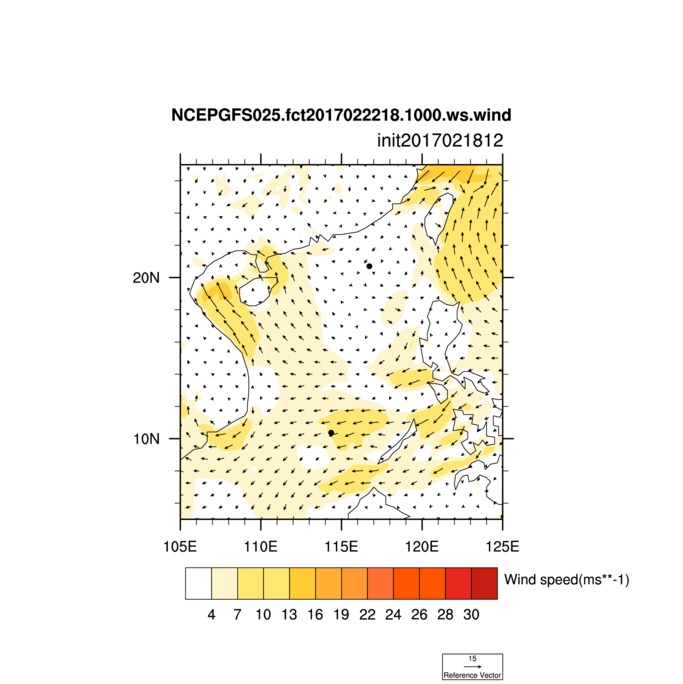 NCEPGFS025.fct2017022218.1000.ws.wind
init2017021812
20N
10N
105E 110E 115E 120E 125E
Wind speed(ms**-1)
4 7 10 13 16 19 22 24 26 28 30
15
Reference Vector